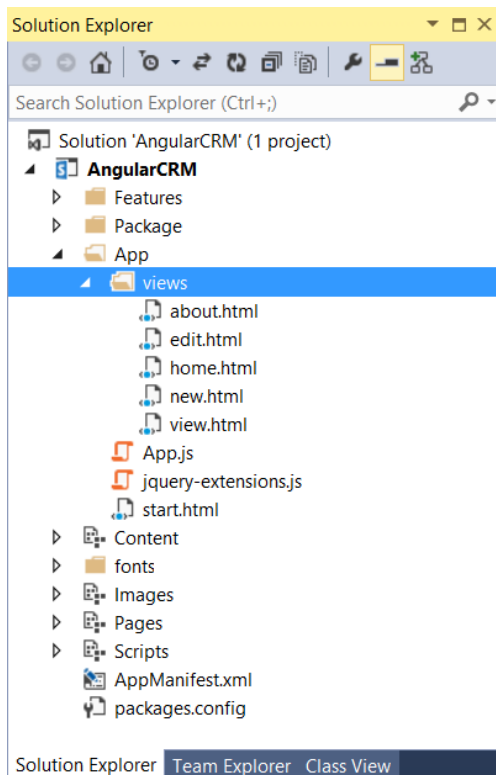 Solution Explorer
Search Solution Explorer (Ctrl+;)
Solution 'AngularCRM' (1 project)
AngularCRM
Features
Package
App
views
about.html
edit.html
home.html
new.html
view.html
App.js
jquery-extensions.js
start.html
Content
fonts
Images
Pages
Scripts
AppManifest.xml
packages.config
Solution Explorer Team Explorer Class View